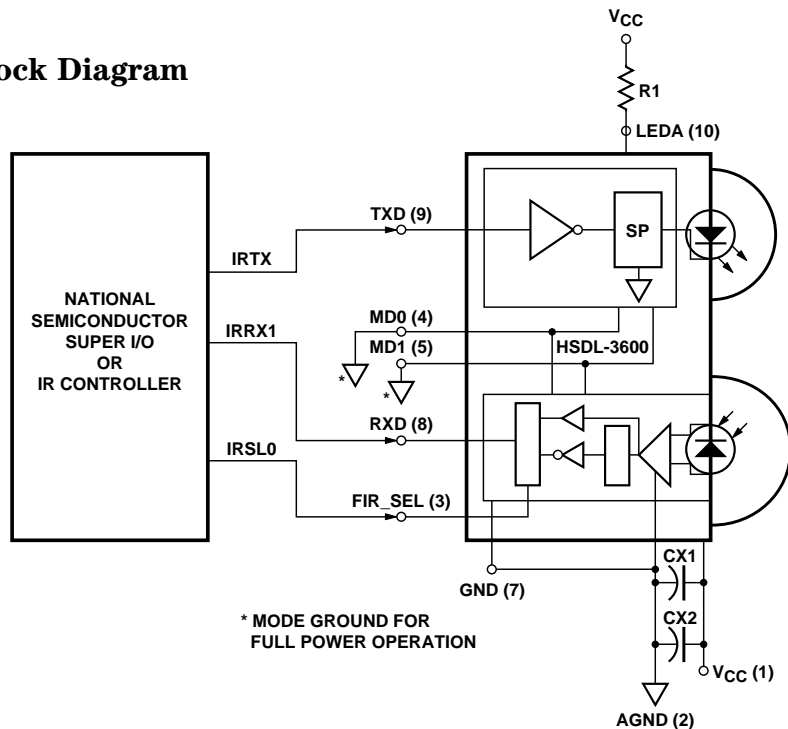 ock Diagram
VCC
R1
LEDA (10)
TXD (9)
SP
IRTX
NATIONAL
SEMICONDUCTOR
SUPER I/O
OR
IR CONTROLLER
MD0 (4)
IRRX1
MD1 (5)
HSDL-3600
*
*
RXD (8)
IRSL0
FIR_SEL (3)
CX1
GND (7)
* MODE GROUND FOR
FULL POWER OPERATION
CX2
VCC (1)
AGND (2)